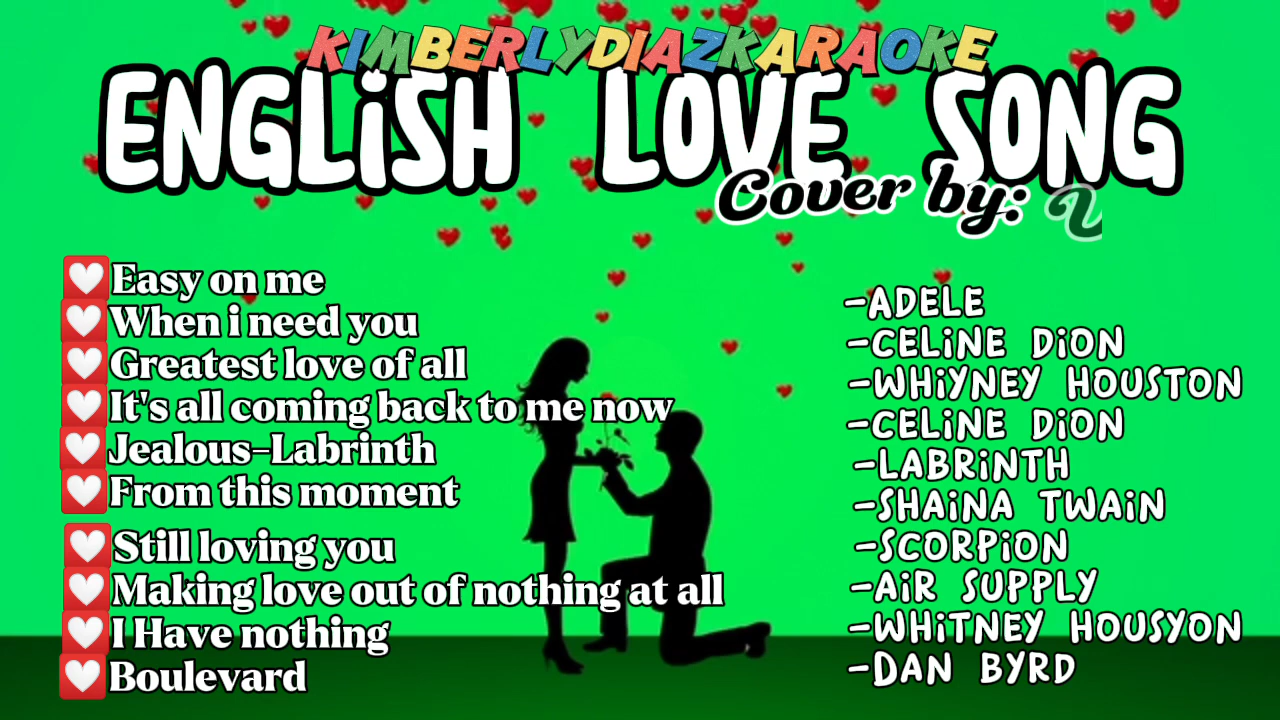 KIMBERLYDIAZKARAOKE
ENGLiSH LOVE SONG
Cover by:
Easy on me
When i need you
Greatest love of all
It's all coming back to me now
Jealous-Labrinth
From this moment
Still loving you
Making love out of nothing at all
I Have nothing
Boulevard
-ADELE
-CELiNE DiON
-WHiYNEY HOUSTON
-CELiNE DiON
-LABRiNTH
-SHAiNA TWAiN
-SCORPiON
-AiR SUPPLY
-WHiTNEY HOUSYON
-DAN BYRD